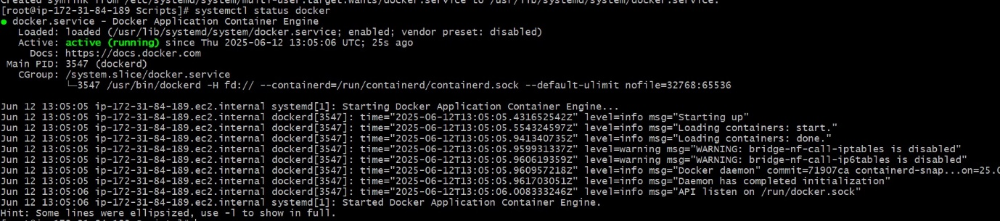 Created symlink from /etc/systemd/system/multi-user.target.wants/docker.service to /usr/lib/systemd/system/docker.service.
[root@ip-172-31-84-189 Scripts]# systemctl status docker
● docker.service - Docker Application Container Engine
Loaded: loaded (/usr/lib/systemd/system/docker.service; enabled; vendor preset: disabled)
Active: active (running) since Thu 2025-06-12 13:05:06 UTC; 25s ago
Docs: https://docs.docker.com
Main PID: 3547 (dockerd)
CGroup: /system.slice/docker.service
└─3547 /usr/bin/dockerd -H fd:// --containerd=/run/containerd/containerd.sock --default-ulimit nofile=32768:65536
Jun 12 13:05:05 ip-172-31-84-189.ec2.internal systemd[1]: Starting Docker Application Container Engine...
Jun 12 13:05:05 ip-172-31-84-189.ec2.internal dockerd[3547]: time="2025-06-12T13:05:05.431652542Z" level=info msg="Starting up"
Jun 12 13:05:05 ip-172-31-84-189.ec2.internal dockerd[3547]: time="2025-06-12T13:05:05.554324597Z" level=info msg="Loading containers: start."
Jun 12 13:05:05 ip-172-31-84-189.ec2.internal dockerd[3547]: time="2025-06-12T13:05:05.941340735Z" level=info msg="Loading containers: done."
Jun 12 13:05:05 ip-172-31-84-189.ec2.internal dockerd[3547]: time="2025-06-12T13:05:05.959931337Z" level=warning msg="WARNING: bridge-nf-call-iptables is disabled"
Jun 12 13:05:05 ip-172-31-84-189.ec2.internal dockerd[3547]: time="2025-06-12T13:05:05.960619359Z" level=warning msg="WARNING: bridge-nf-call-ip6tables is disabled"
Jun 12 13:05:05 ip-172-31-84-189.ec2.internal dockerd[3547]: time="2025-06-12T13:05:05.960957218Z" level=info msg="Docker daemon" commit=71907ca containerd-snap...on=25.0
Jun 12 13:05:05 ip-172-31-84-189.ec2.internal dockerd[3547]: time="2025-06-12T13:05:05.961703051Z" level=info msg="Daemon has completed initialization"
Jun 12 13:05:06 ip-172-31-84-189.ec2.internal dockerd[3547]: time="2025-06-12T13:05:06.008333246Z" level=info msg="API listen on /run/docker.sock"
Jun 12 13:05:06 ip-172-31-84-189.ec2.internal systemd[1]: Started Docker Application Container Engine.
Hint: Some lines were ellipsized, use -l to show in full.
[root@ip-172-31-84-189 Scripts]#